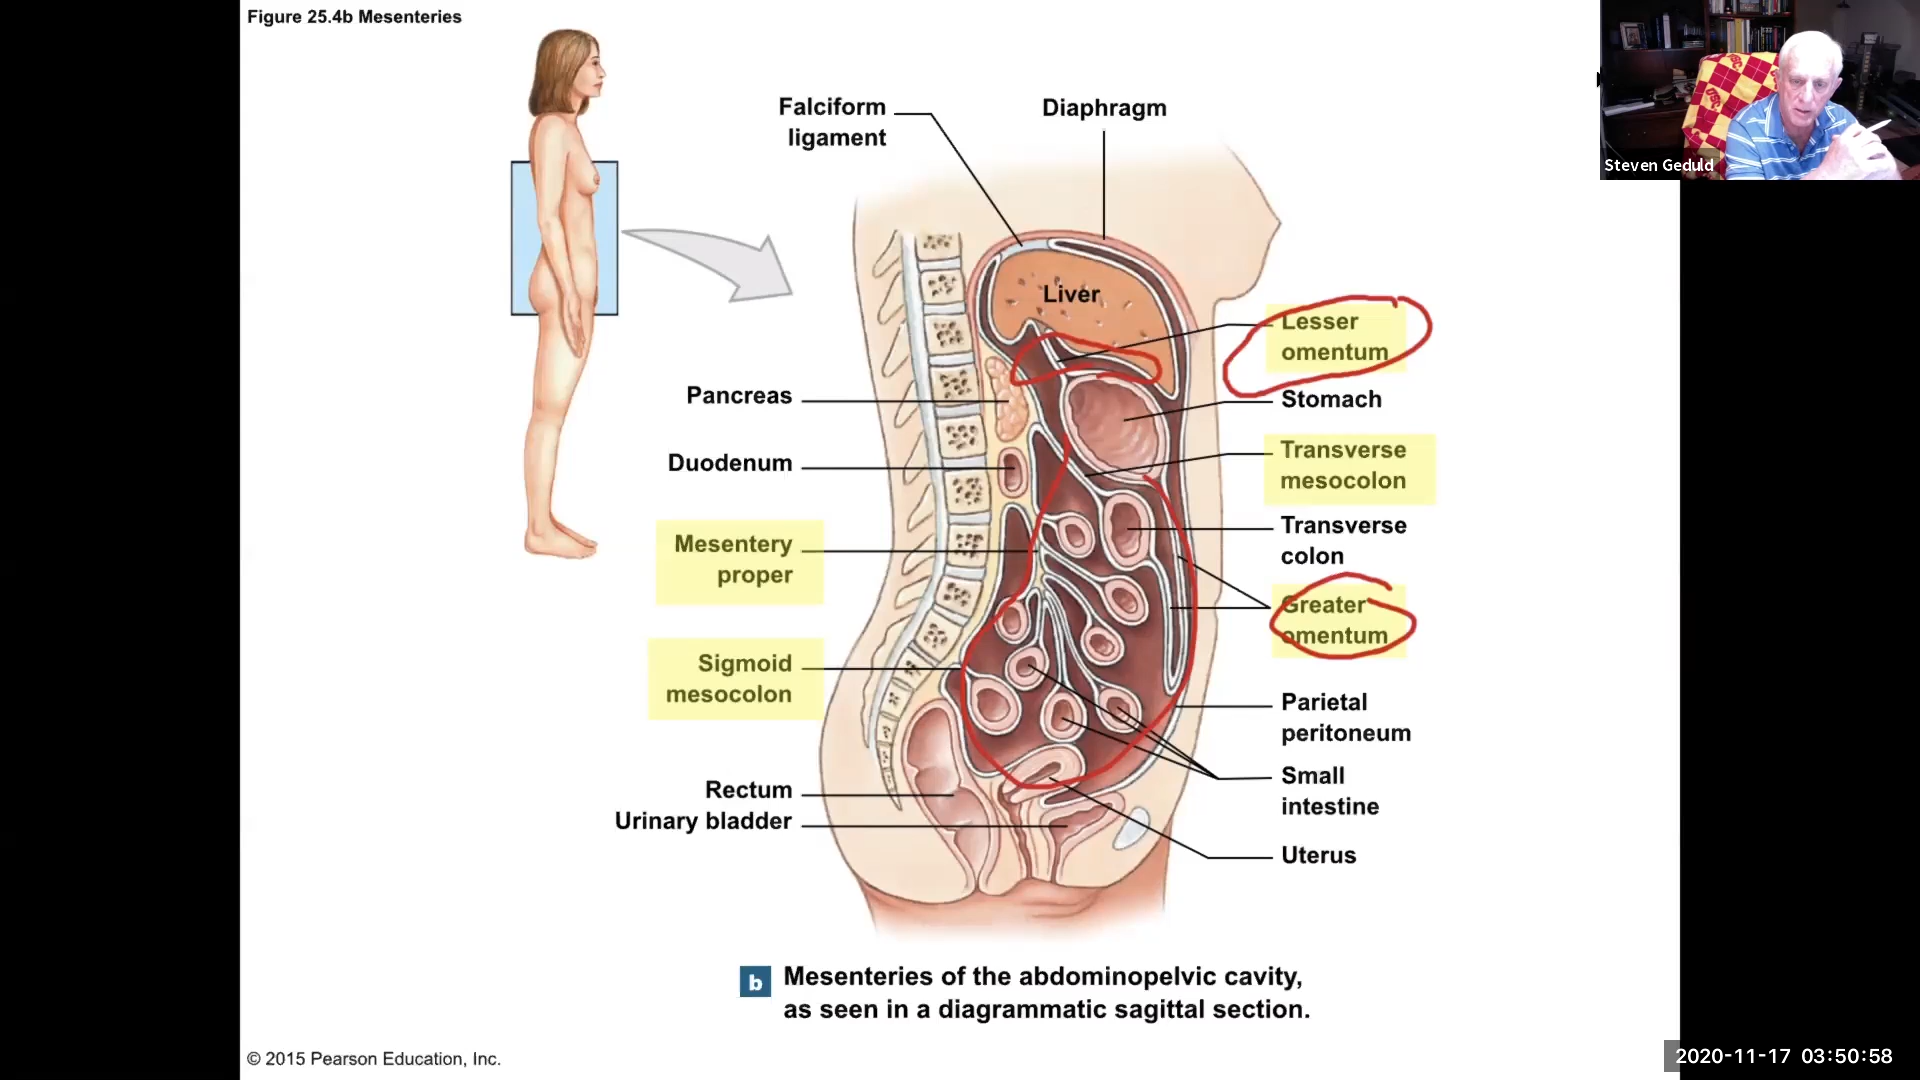 Figure 25.4b Mesenteries
Steven Geduld
Falciform
ligament
Diaphragm
Liver
Lesser
omentum
Stomach
Pancreas
Transverse
mesocolon
Duodenum
Transverse
colon
Mesentery
proper
Greater
omentum
Sigmoid
mesocolon
Parietal
peritoneum
Small
intestine
Rectum
Urinary bladder
Uterus
b Mesenteries of the abdominopelvic cavity,
as seen in a diagrammatic sagittal section.
© 2015 Pearson Education, Inc.
2020-11-17 03:50:58